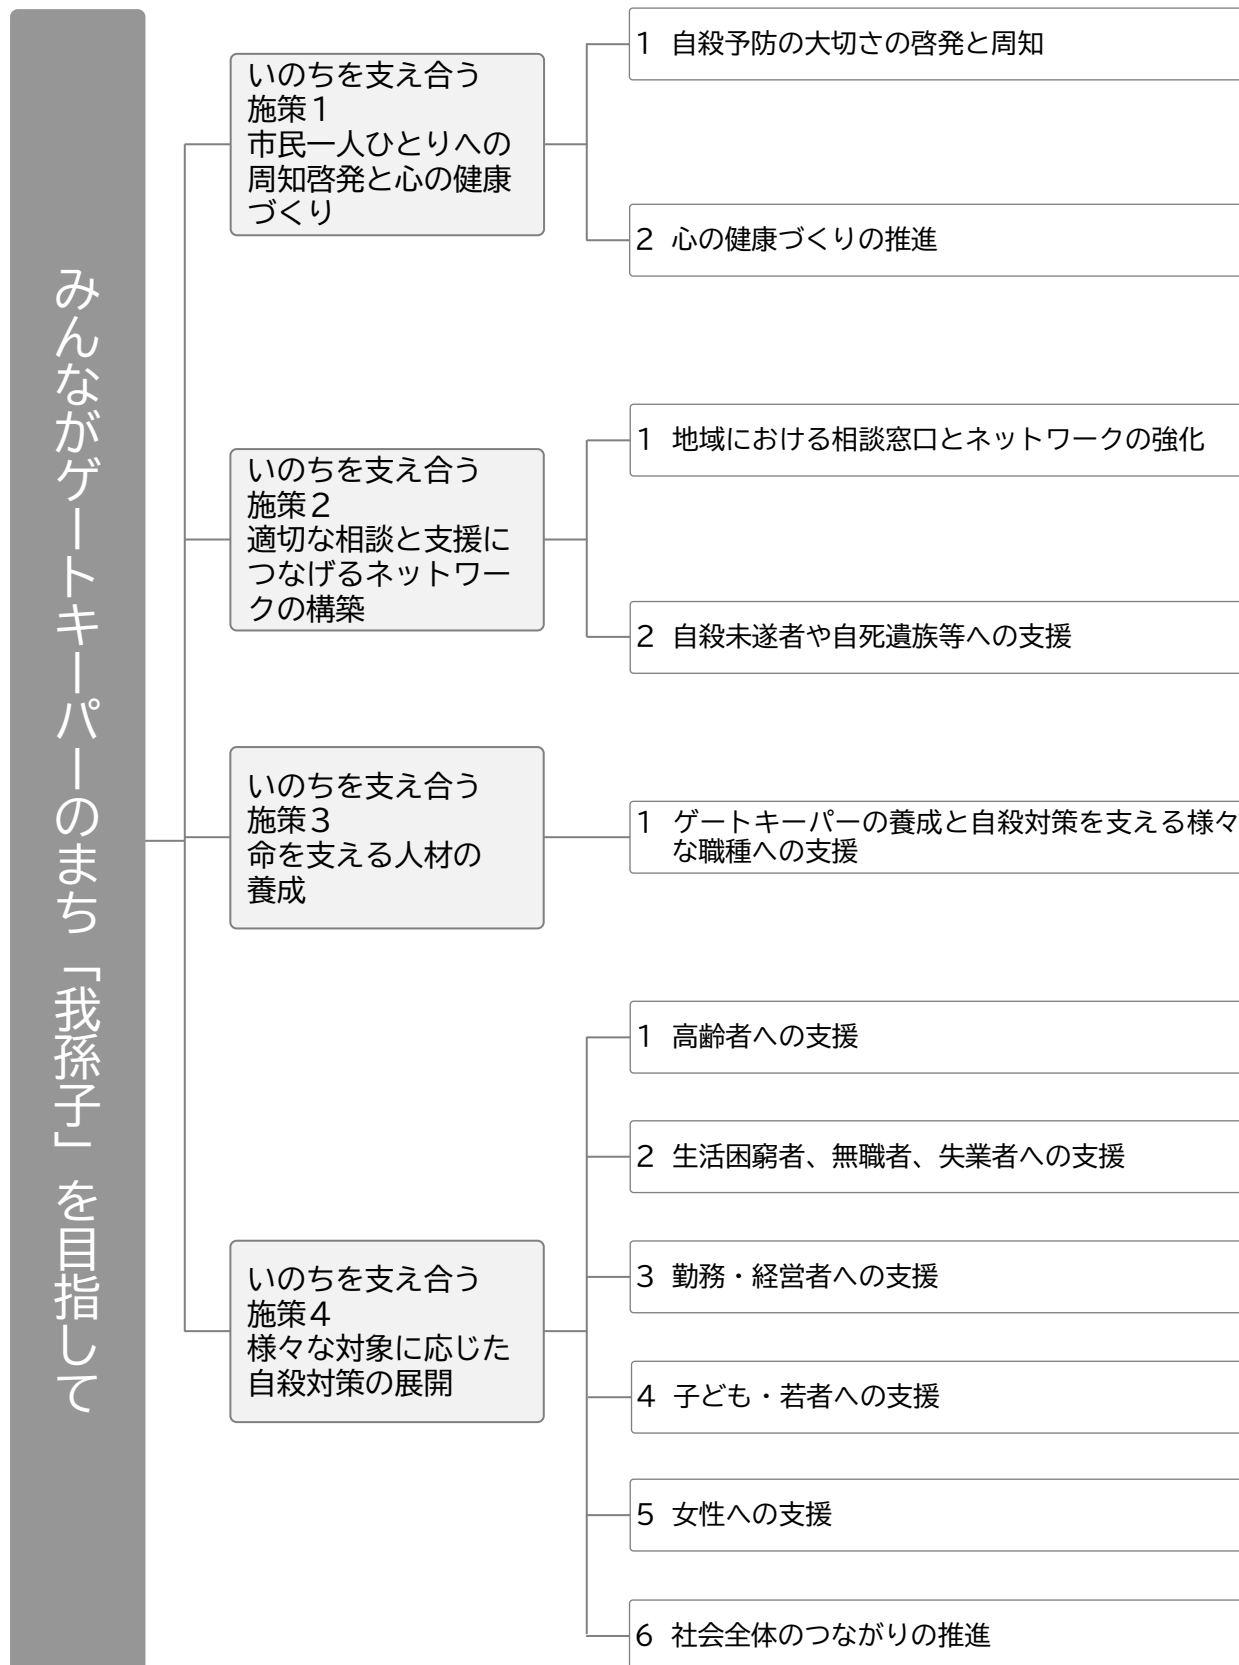 みんながゲートキーパーのまち「我孫子」を目指して
いのちを支え合う
施策1
市民一人ひとりへの
周知啓発と心の健康
づくり
1 自殺予防の大切さの啓発と周知
2 心の健康づくりの推進
いのちを支え合う
施策2
適切な相談と支援に
つなげるネットワー
クの構築
1 地域における相談窓口とネットワークの強化
2 自殺未遂者や自死遺族等への支援
いのちを支え合う
施策3
命を支える人材の
養成
1 ゲートキーパーの養成と自殺対策を支える様々
な職種への支援
いのちを支え合う
施策4
様々な対象に応じた
自殺対策の展開
1 高齢者への支援
2 生活困窮者、無職者、失業者への支援
3 勤務・経営者への支援
4 子ども・若者への支援
5 女性への支援
6 社会全体のつながりの推進